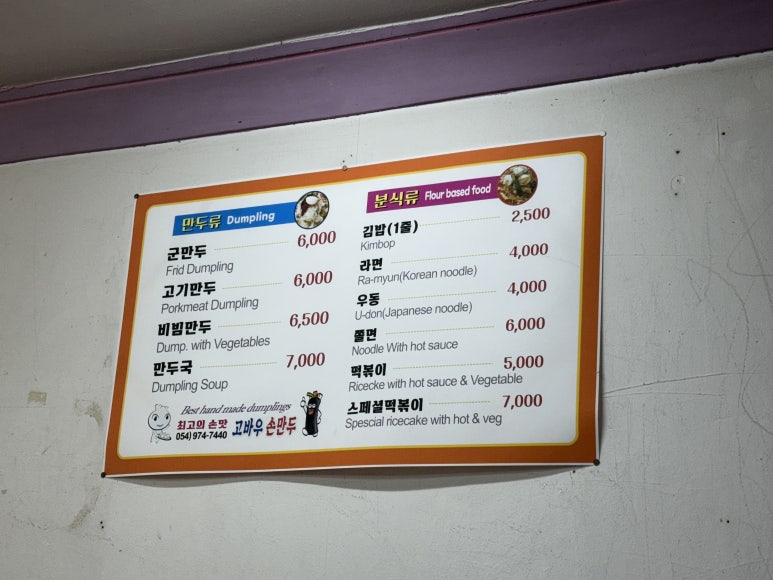 만두류 Dumpling
군만두 6,000
Frid Dumpling
고기만두 6,000
Porkmeat Dumpling
비빔만두 6,500
Dump. with Vegetables
만두국 7,000
Dumpling Soup
Best hand made dumplings
최고의 손맛
054) 974-7440
고바우 손만두
분식류 Flour based food
김밥(1줄) 2,500
Kimbop
라면 4,000
Ra-myun(Korean noodle)
우동 4,000
U-don(Japanese noodle)
쫄면 6,000
Noodle With hot sauce
떡볶이 5,000
Ricecke with hot sauce & Vegetable
스페셜떡볶이 7,000
Spescial ricecake with hot & veg